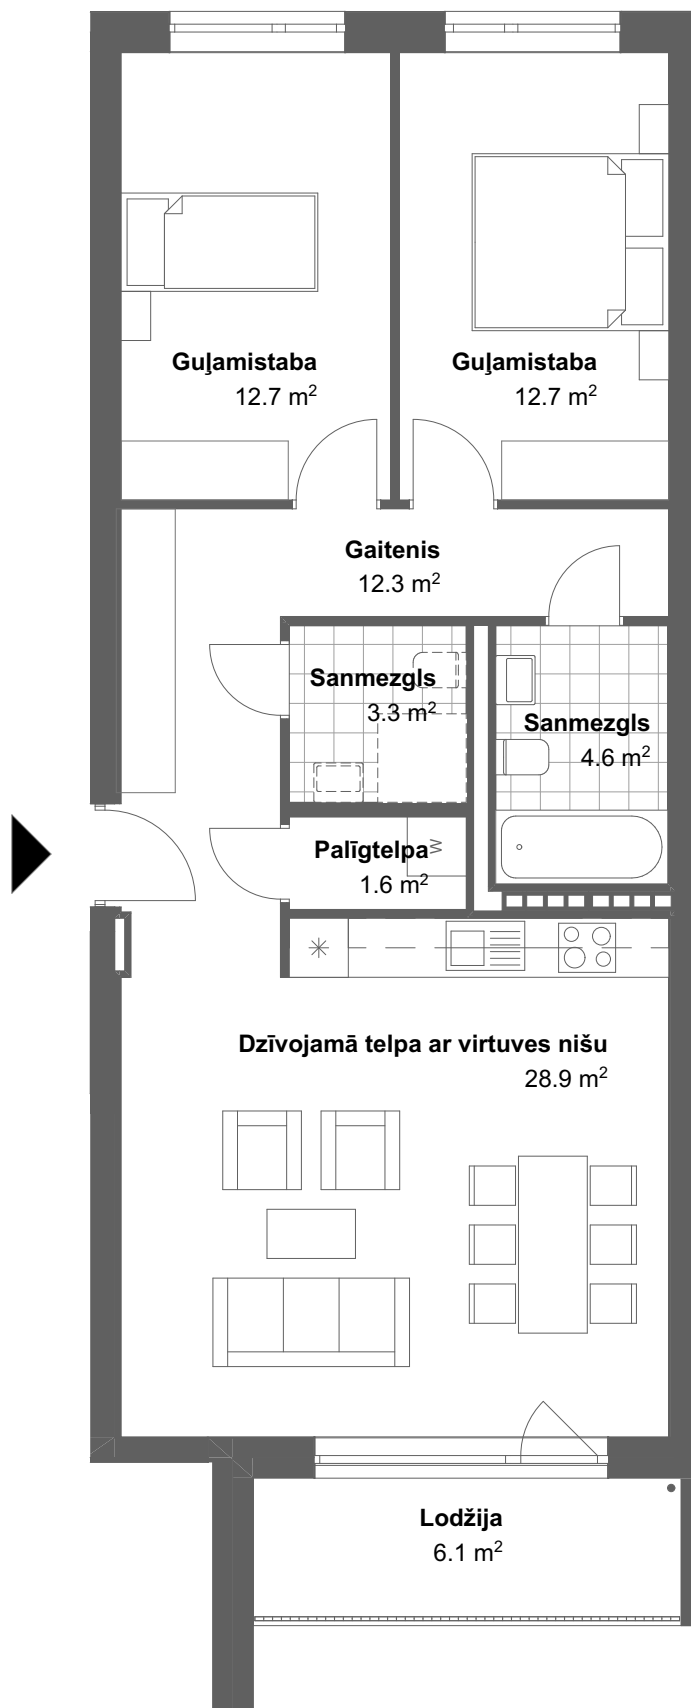 Guļamistaba
12.7 m²
Guļamistaba
12.7 m²
Gaitenis
12.3 m²
Sanmezgls
3.3 m²
Sanmezgls
4.6 m²
Palīgtelpa
1.6 m²
W
Dzīvojamā telpa ar virtuves nišu
28.9 m²
Lodžija
6.1 m²